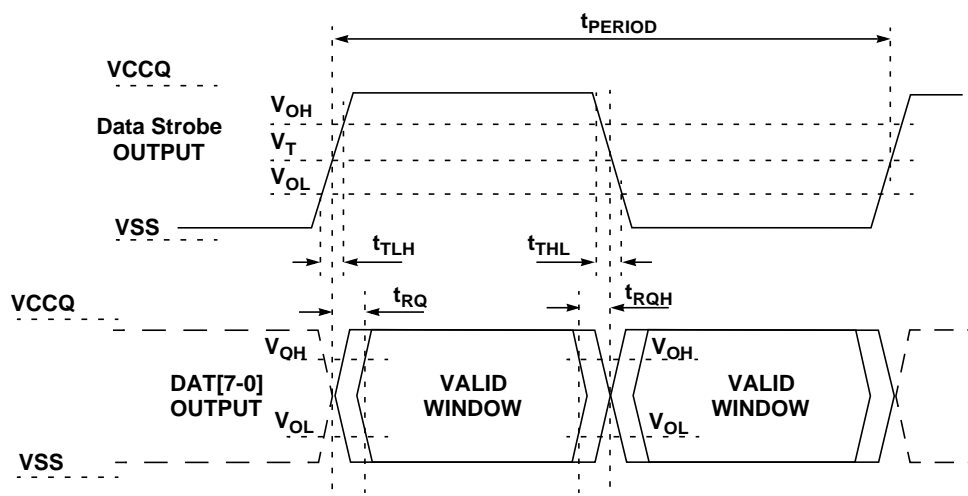 tPERIOD
VCCQ
Data Strobe
OUTPUT
VOH
VT
VOL
VSS
tTLH
tTHL
VCCQ
tRQ
tRQH
VOH
VOH
DAT[7-0]
OUTPUT
VALID
WINDOW
VALID
WINDOW
VOL
VOL
VSS